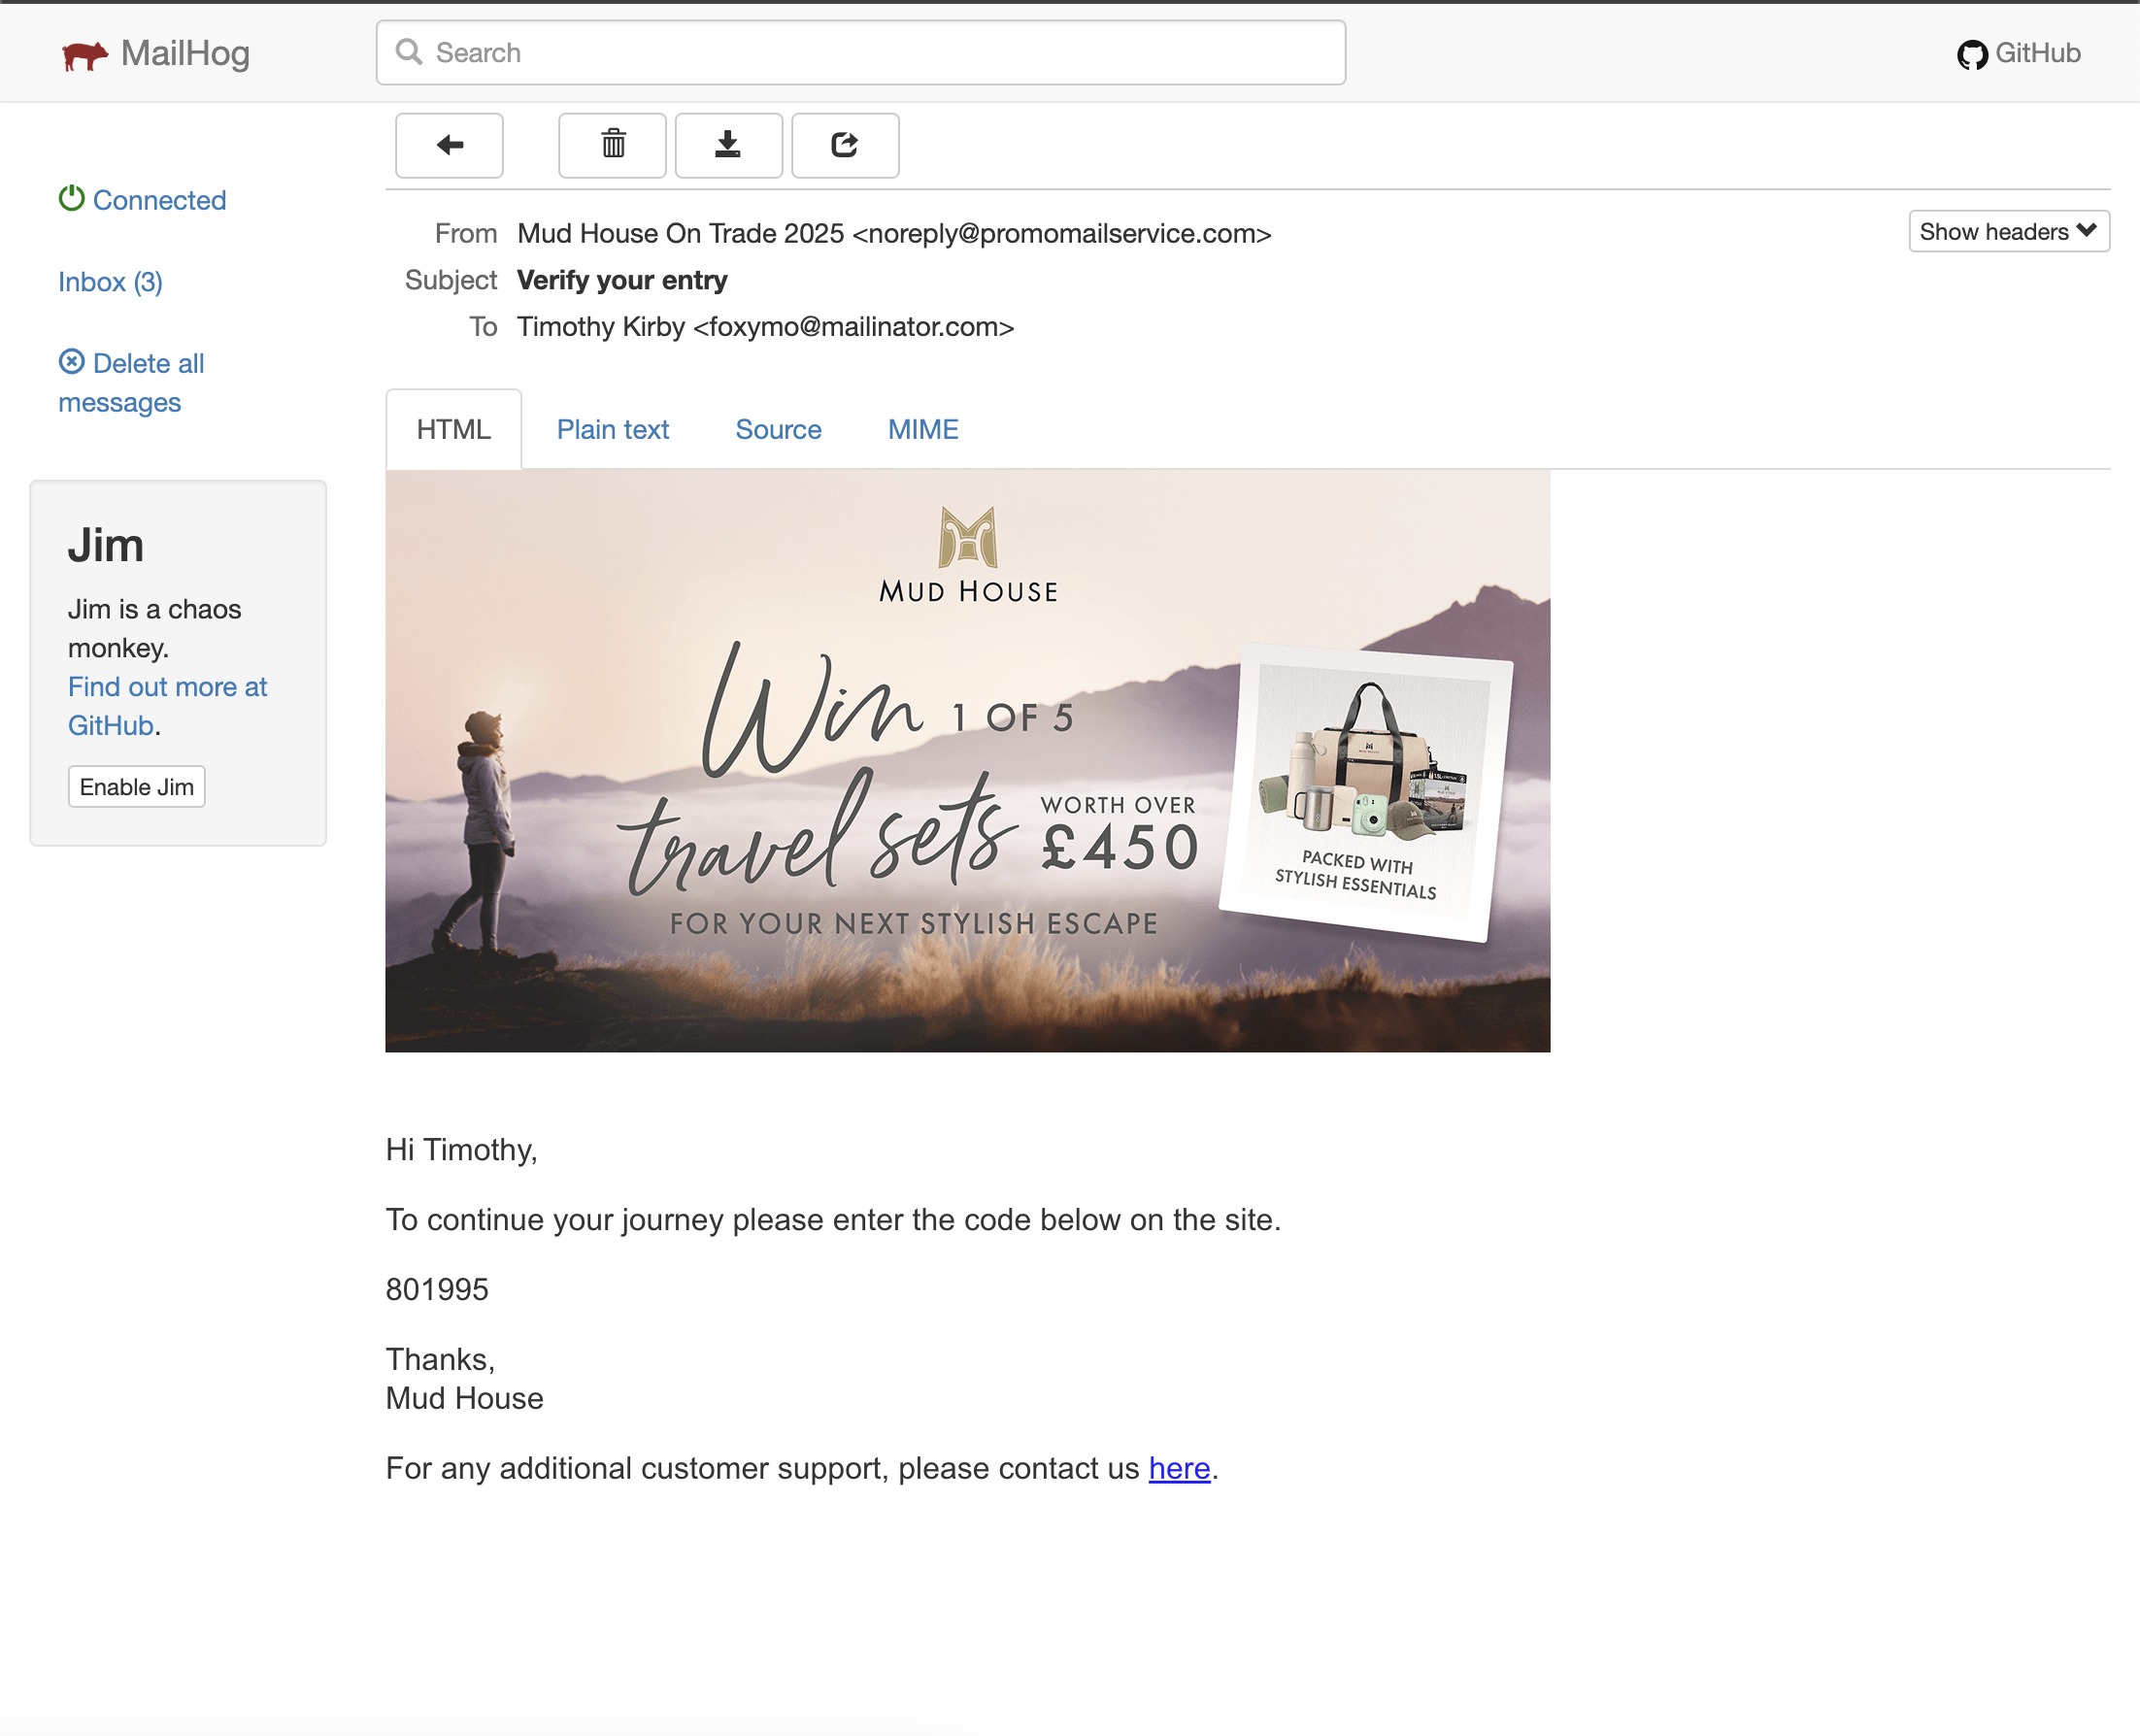 MailHog
Search
GitHub
Connected
Inbox (3)
Delete all
messages
Jim
Jim is a chaos
monkey.
Find out more at
GitHub.
Enable Jim
From Mud House On Trade 2025 <noreply@promomailservice.com>
Show headers
Subject Verify your entry
To Timothy Kirby <foxymo@mailinator.com>
HTML Plain text Source MIME
MUD HOUSE
Win 1 OF 5
travel sets WORTH OVER
£450
FOR YOUR NEXT STYLISH ESCAPE
PACKED WITH
STYLISH ESSENTIALS
Hi Timothy,
To continue your journey please enter the code below on the site.
801995
Thanks,
Mud House
For any additional customer support, please contact us here.